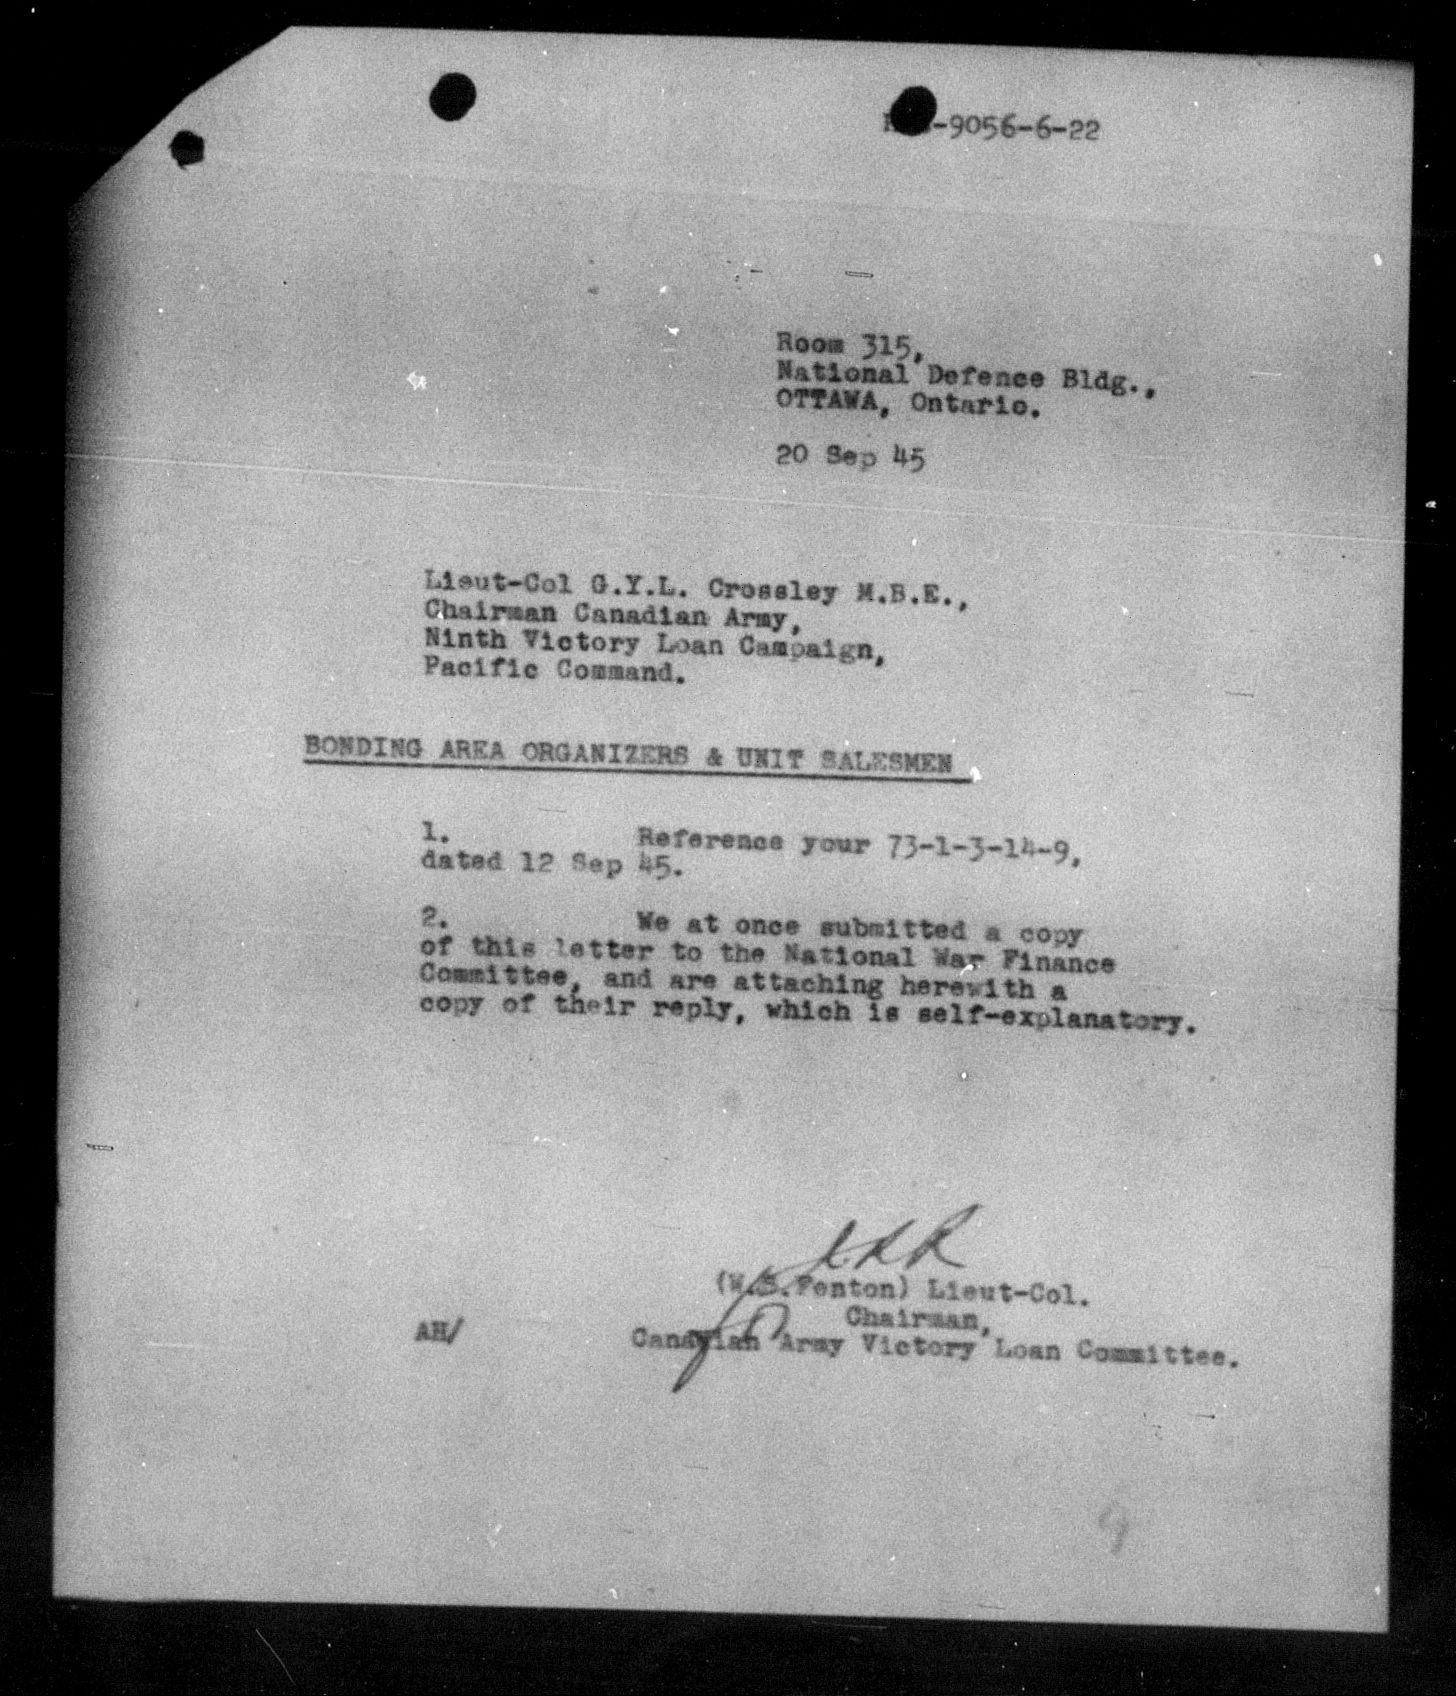 -9056-6-22
Room 315,
National Defence Bldg.,
OTTAWA, Ontario.
20 Sep 45
Lieut-Col G.Y.L. Crossley M.B.E.,
Chairman Canadian Army,
Ninth Victory Loan Campaign,
Pacific Command.
BONDING AREA ORGANIZERS & UNIT SALESMEN
1. Reference your 73-1-3-14-9,
dated 12 Sep 45.
2. We at once submitted a copy
of this letter to the National War Finance
Committee, and are attaching herewith a
copy of their reply, which is self-explanatory.
(W.S.Fenton) Lieut-Col.
Chairman,
AH/ Canadian Army Victory Loan Committee.
9